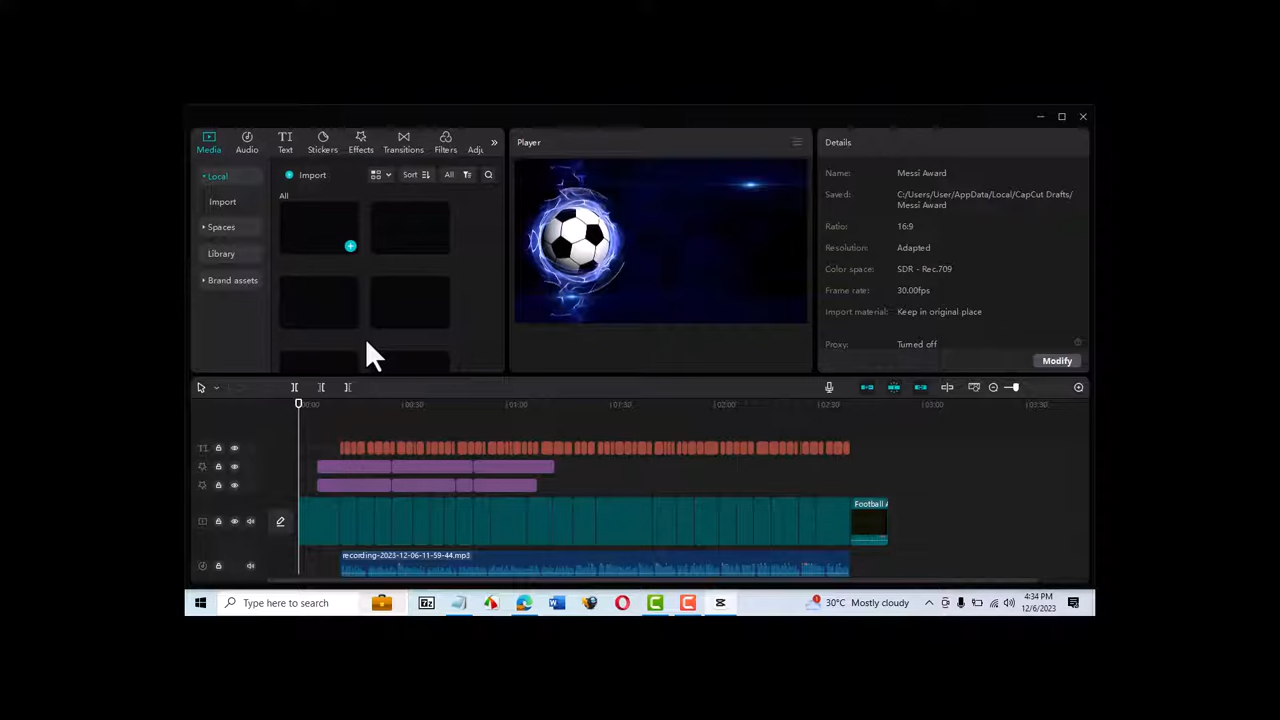 Media
Audio
Text
Stickers
Effects
Transitions
Filters
Adju
Player
Details
Local
Import
Sort
All
Import
All
Spaces
Library
Brand assets
Name:
Messi Award
Saved:
C:/Users/User/AppData/Local/CapCut Drafts/
Messi Award
Ratio:
16:9
Resolution:
Adapted
Color space:
SDR - Rec.709
Frame rate:
30.00fps
Import material:
Keep in original place
Proxy:
Turned off
Modify
00:00
00:30
01:00
01:30
02:00
02:30
03:00
03:30
Football A
recording-2023-12-06-11-59-44.mp3
Type here to search
30°C Mostly cloudy
4:34 PM
12/6/2023